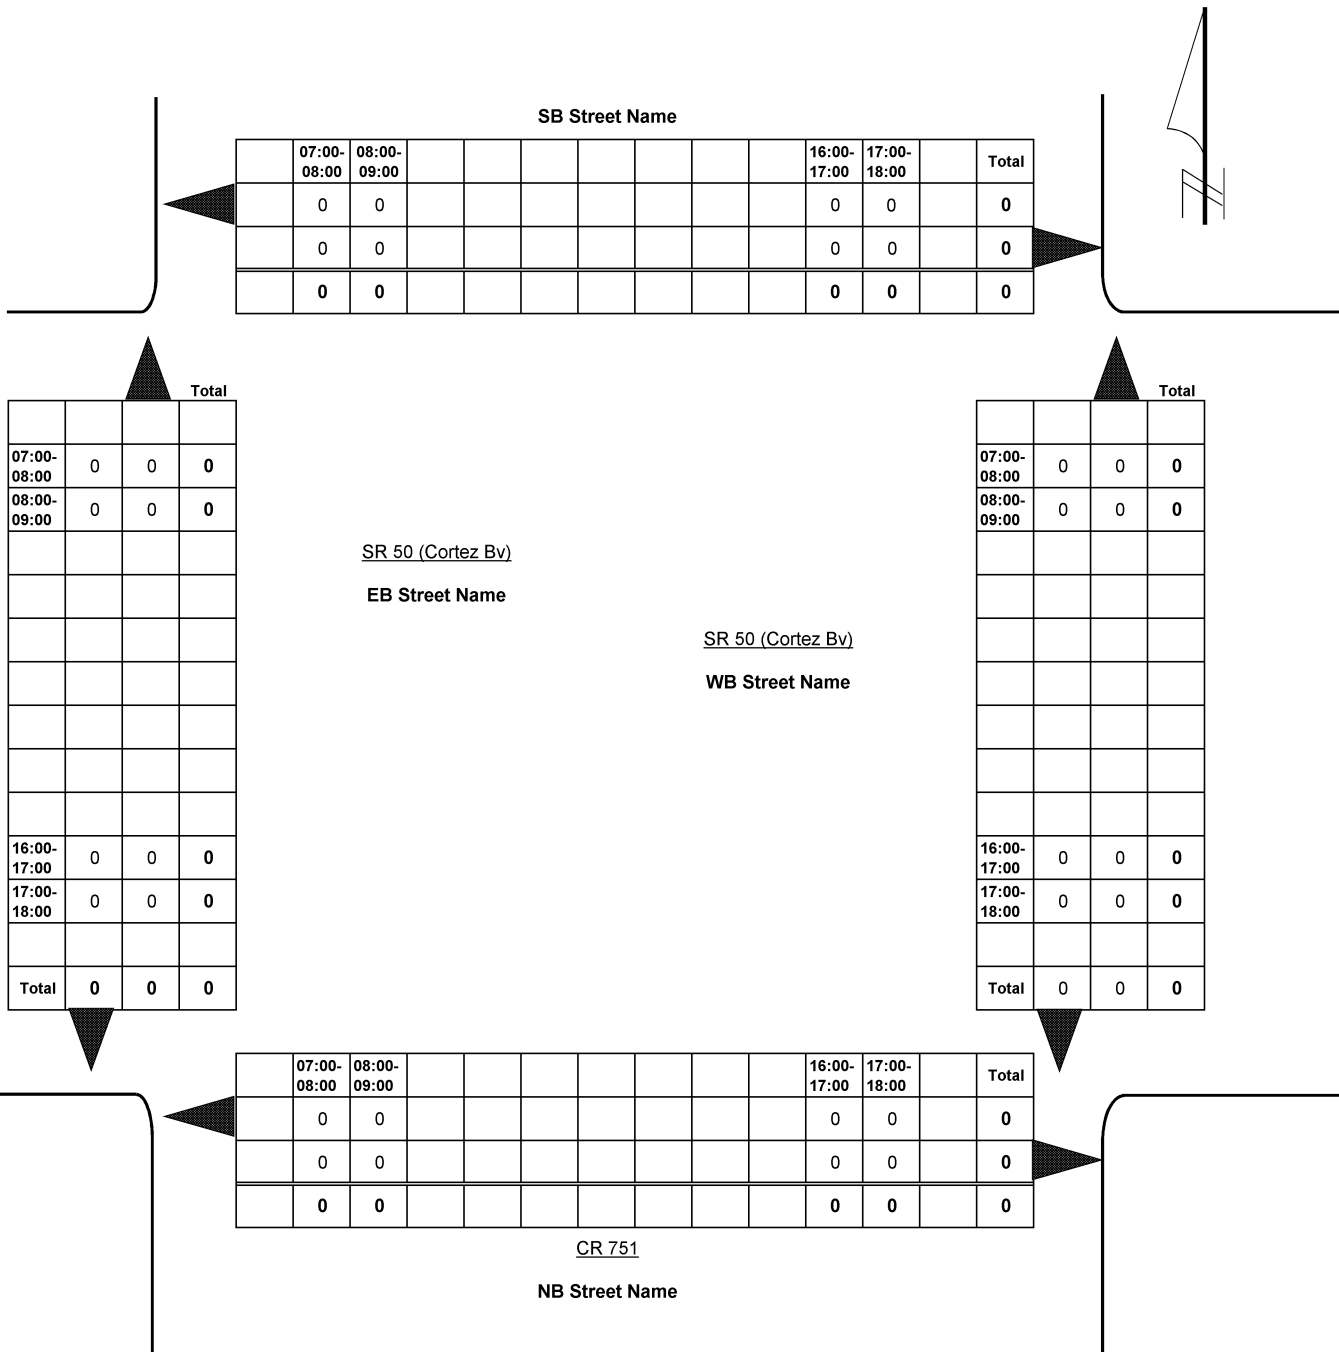 SB Street Name
07:00- 08:00- 16:00- 17:00- Total
08:00 09:00 17:00 18:00
0 0 0 0 0
0 0 0 0 0
0 0 0 0 0
Total
07:00-
08:00 0 0 0
08:00-
09:00 0 0 0
16:00-
17:00 0 0 0
17:00-
18:00 0 0 0
Total 0 0 0
SR 50 (Cortez Bv)
EB Street Name
SR 50 (Cortez Bv)
WB Street Name
Total
07:00-
08:00 0 0 0
08:00-
09:00 0 0 0
16:00-
17:00 0 0 0
17:00-
18:00 0 0 0
Total 0 0 0
07:00- 08:00- 16:00- 17:00- Total
08:00 09:00 17:00 18:00
0 0 0 0 0
0 0 0 0 0
0 0 0 0 0
CR 751
NB Street Name
N